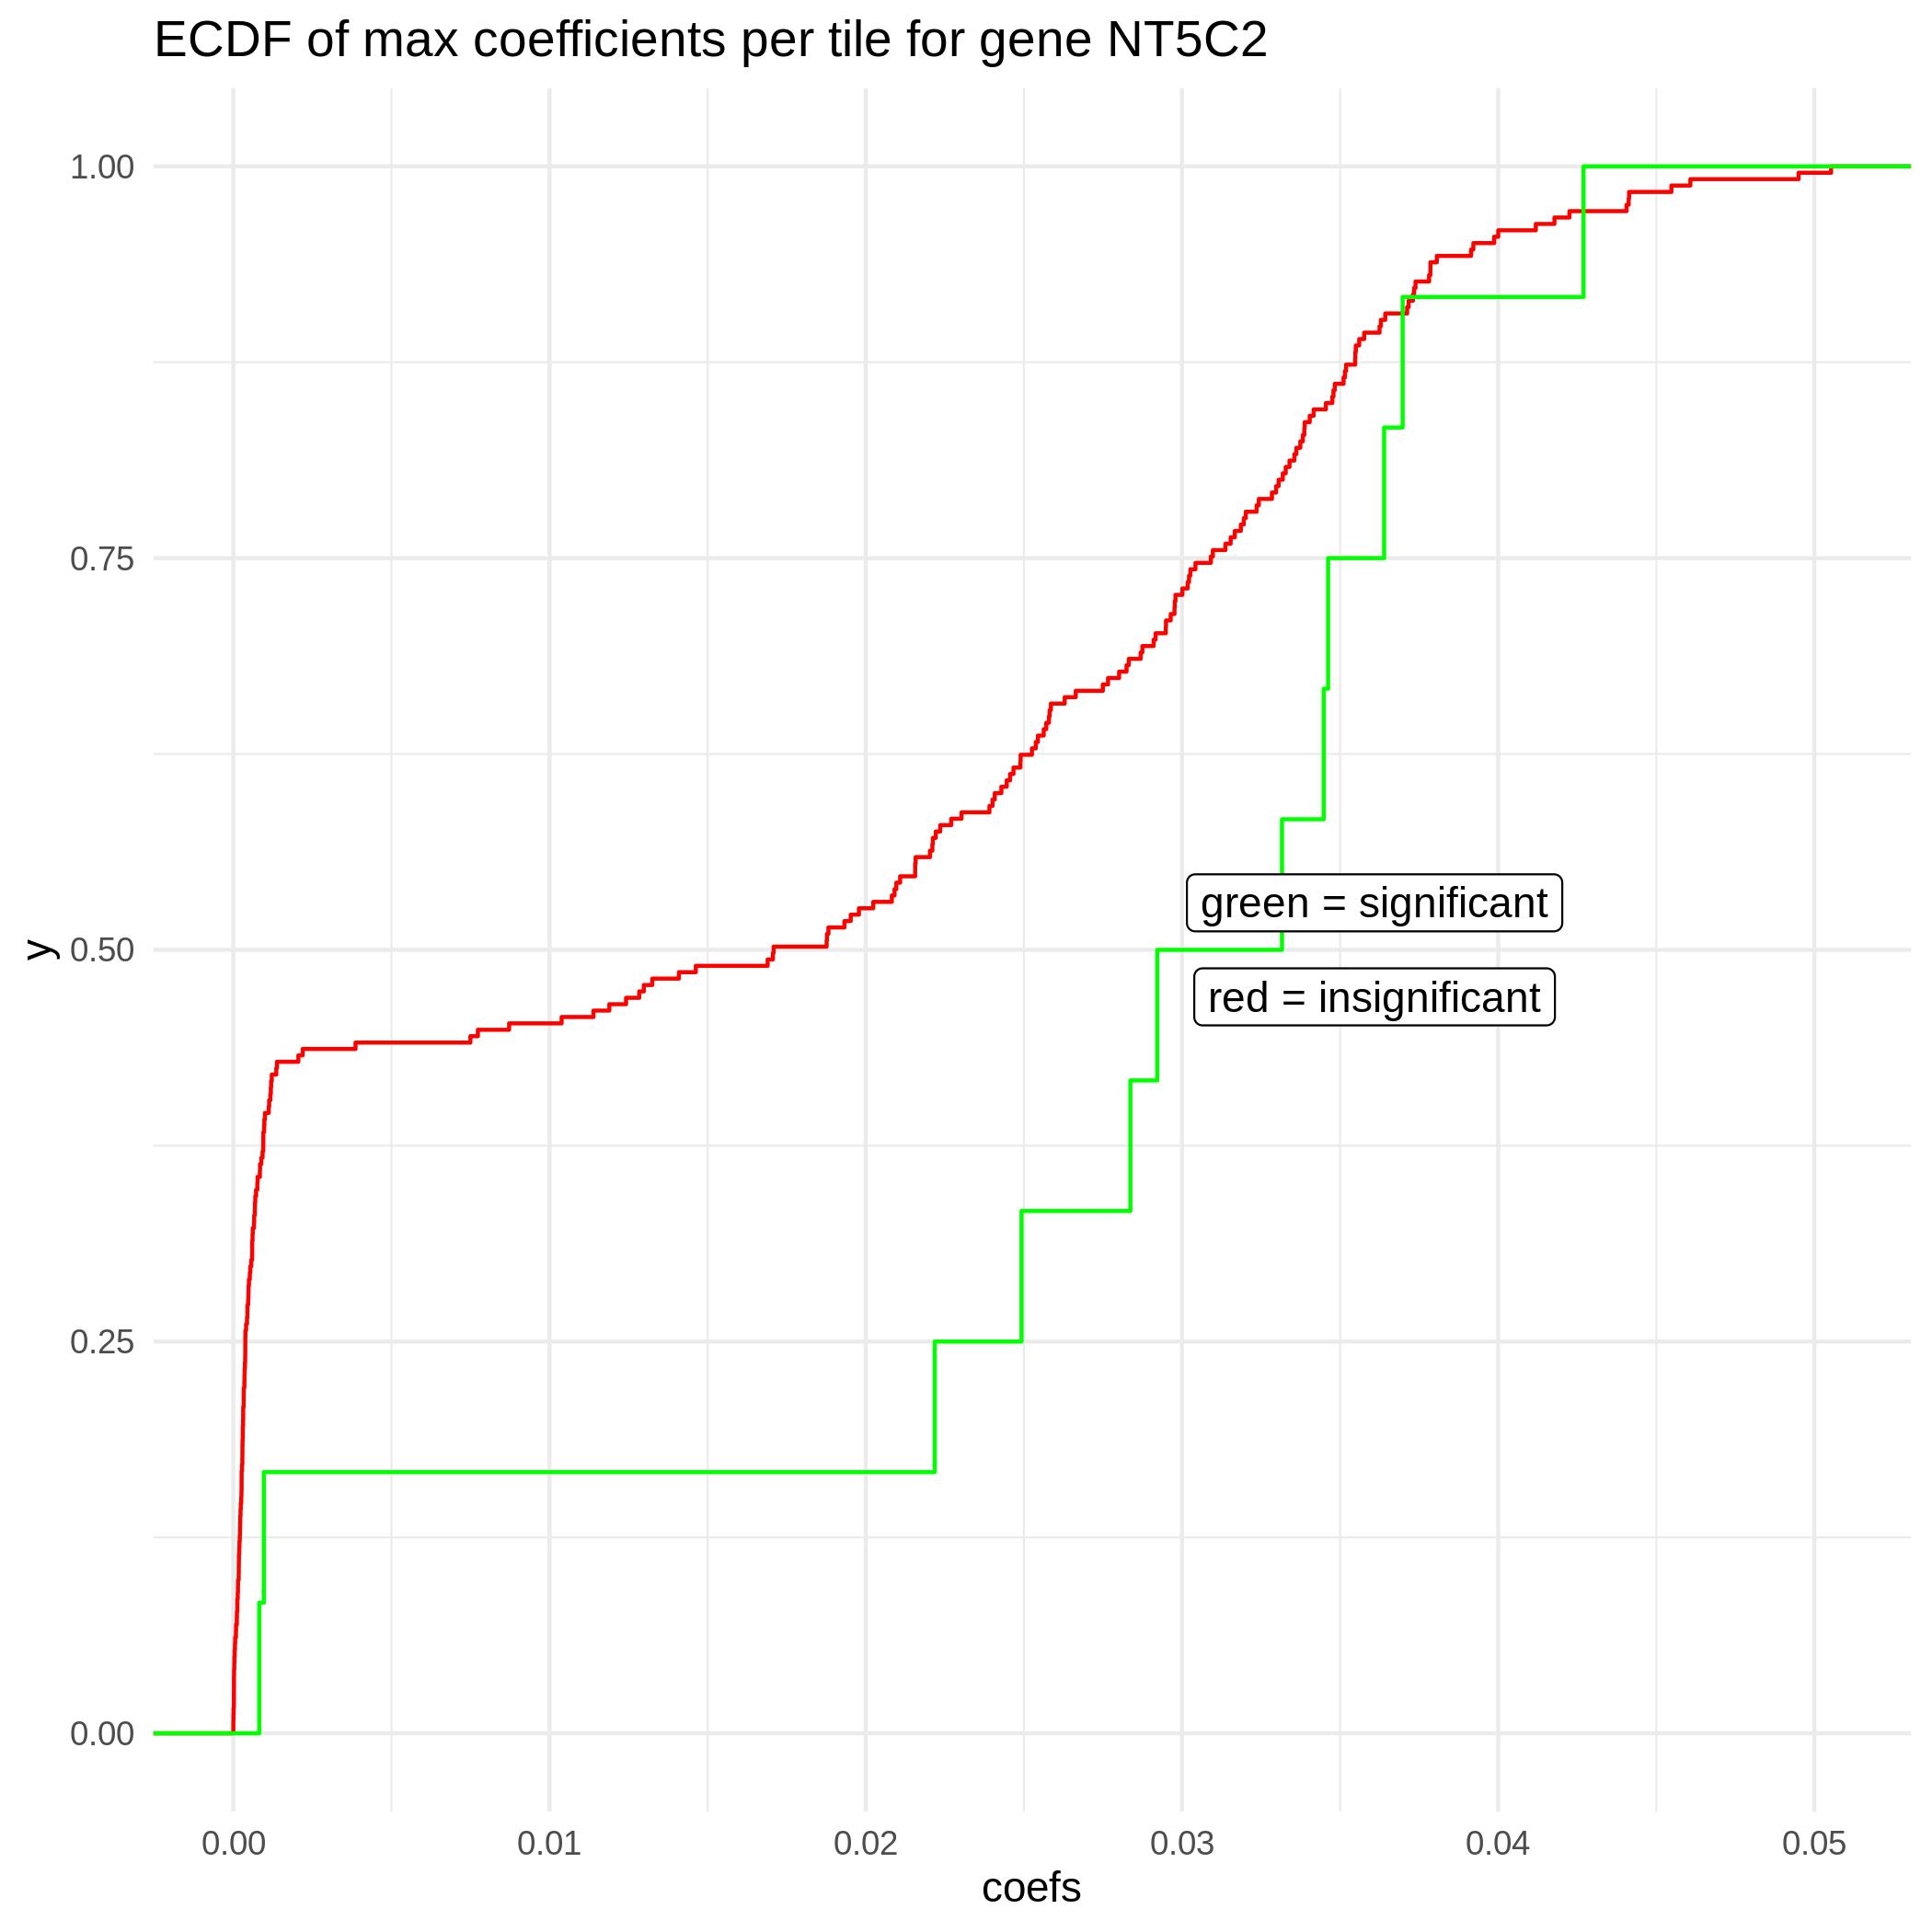 ECDF of max coefficients per tile for gene NT5C2
1.00
0.75
0.50
0.25
0.00
y
green = significant
red = insignificant
0.00 0.01 0.02 0.03 0.04 0.05
coefs